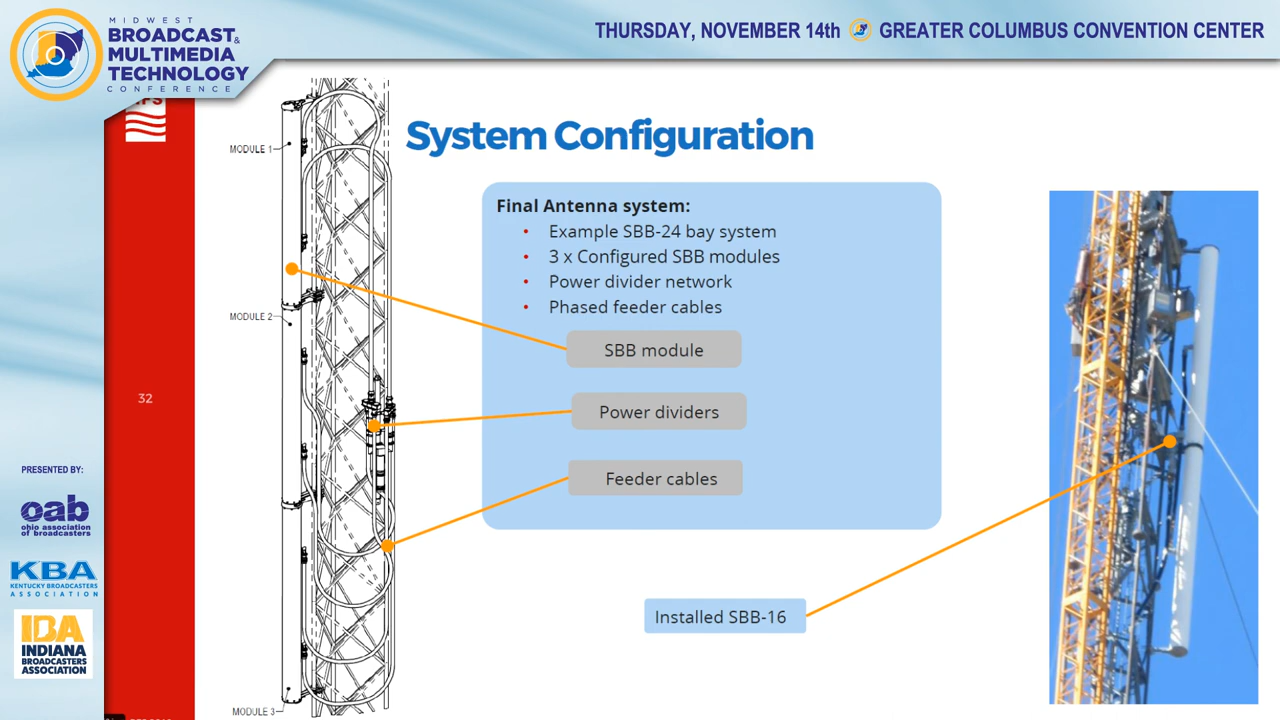 MIDWEST
BROADCAST &
MULTIMEDIA
TECHNOLOGY
CONFERENCE
THURSDAY, NOVEMBER 14th
GREATER COLUMBUS CONVENTION CENTER
System Configuration
MODULE 1
MODULE 2
MODULE 3
Final Antenna system:
• Example SBB-24 bay system
• 3 x Configured SBB modules
• Power divider network
• Phased feeder cables
SBB module
Power dividers
Feeder cables
Installed SBB-16
32
PRESENTED BY:
oab
ohio association
of broadcasters
KBA
KENTUCKY BROADCASTERS
ASSOCIATION
IBA
INDIANA
BROADCASTERS
ASSOCIATION